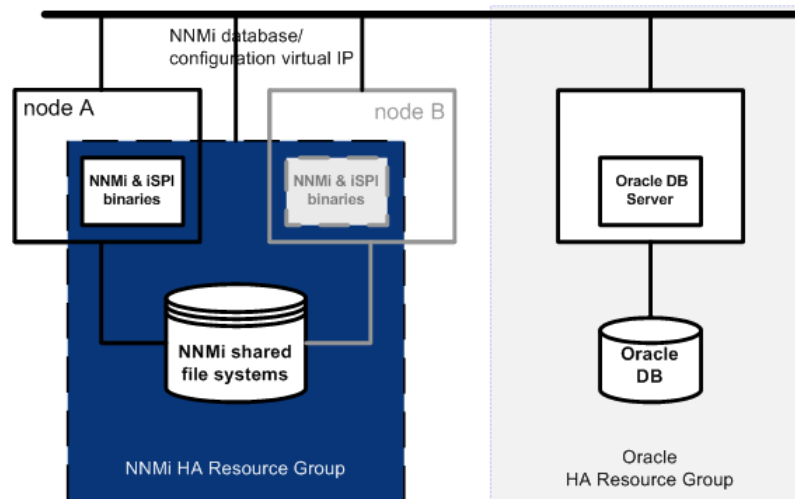 NNMi database/
configuration virtual IP
node A
node B
NNMi & iSPI
binaries
NNMi & iSPI
binaries
Oracle DB
Server
NNMi shared
file systems
Oracle
DB
NNMi HA Resource Group
Oracle
HA Resource Group